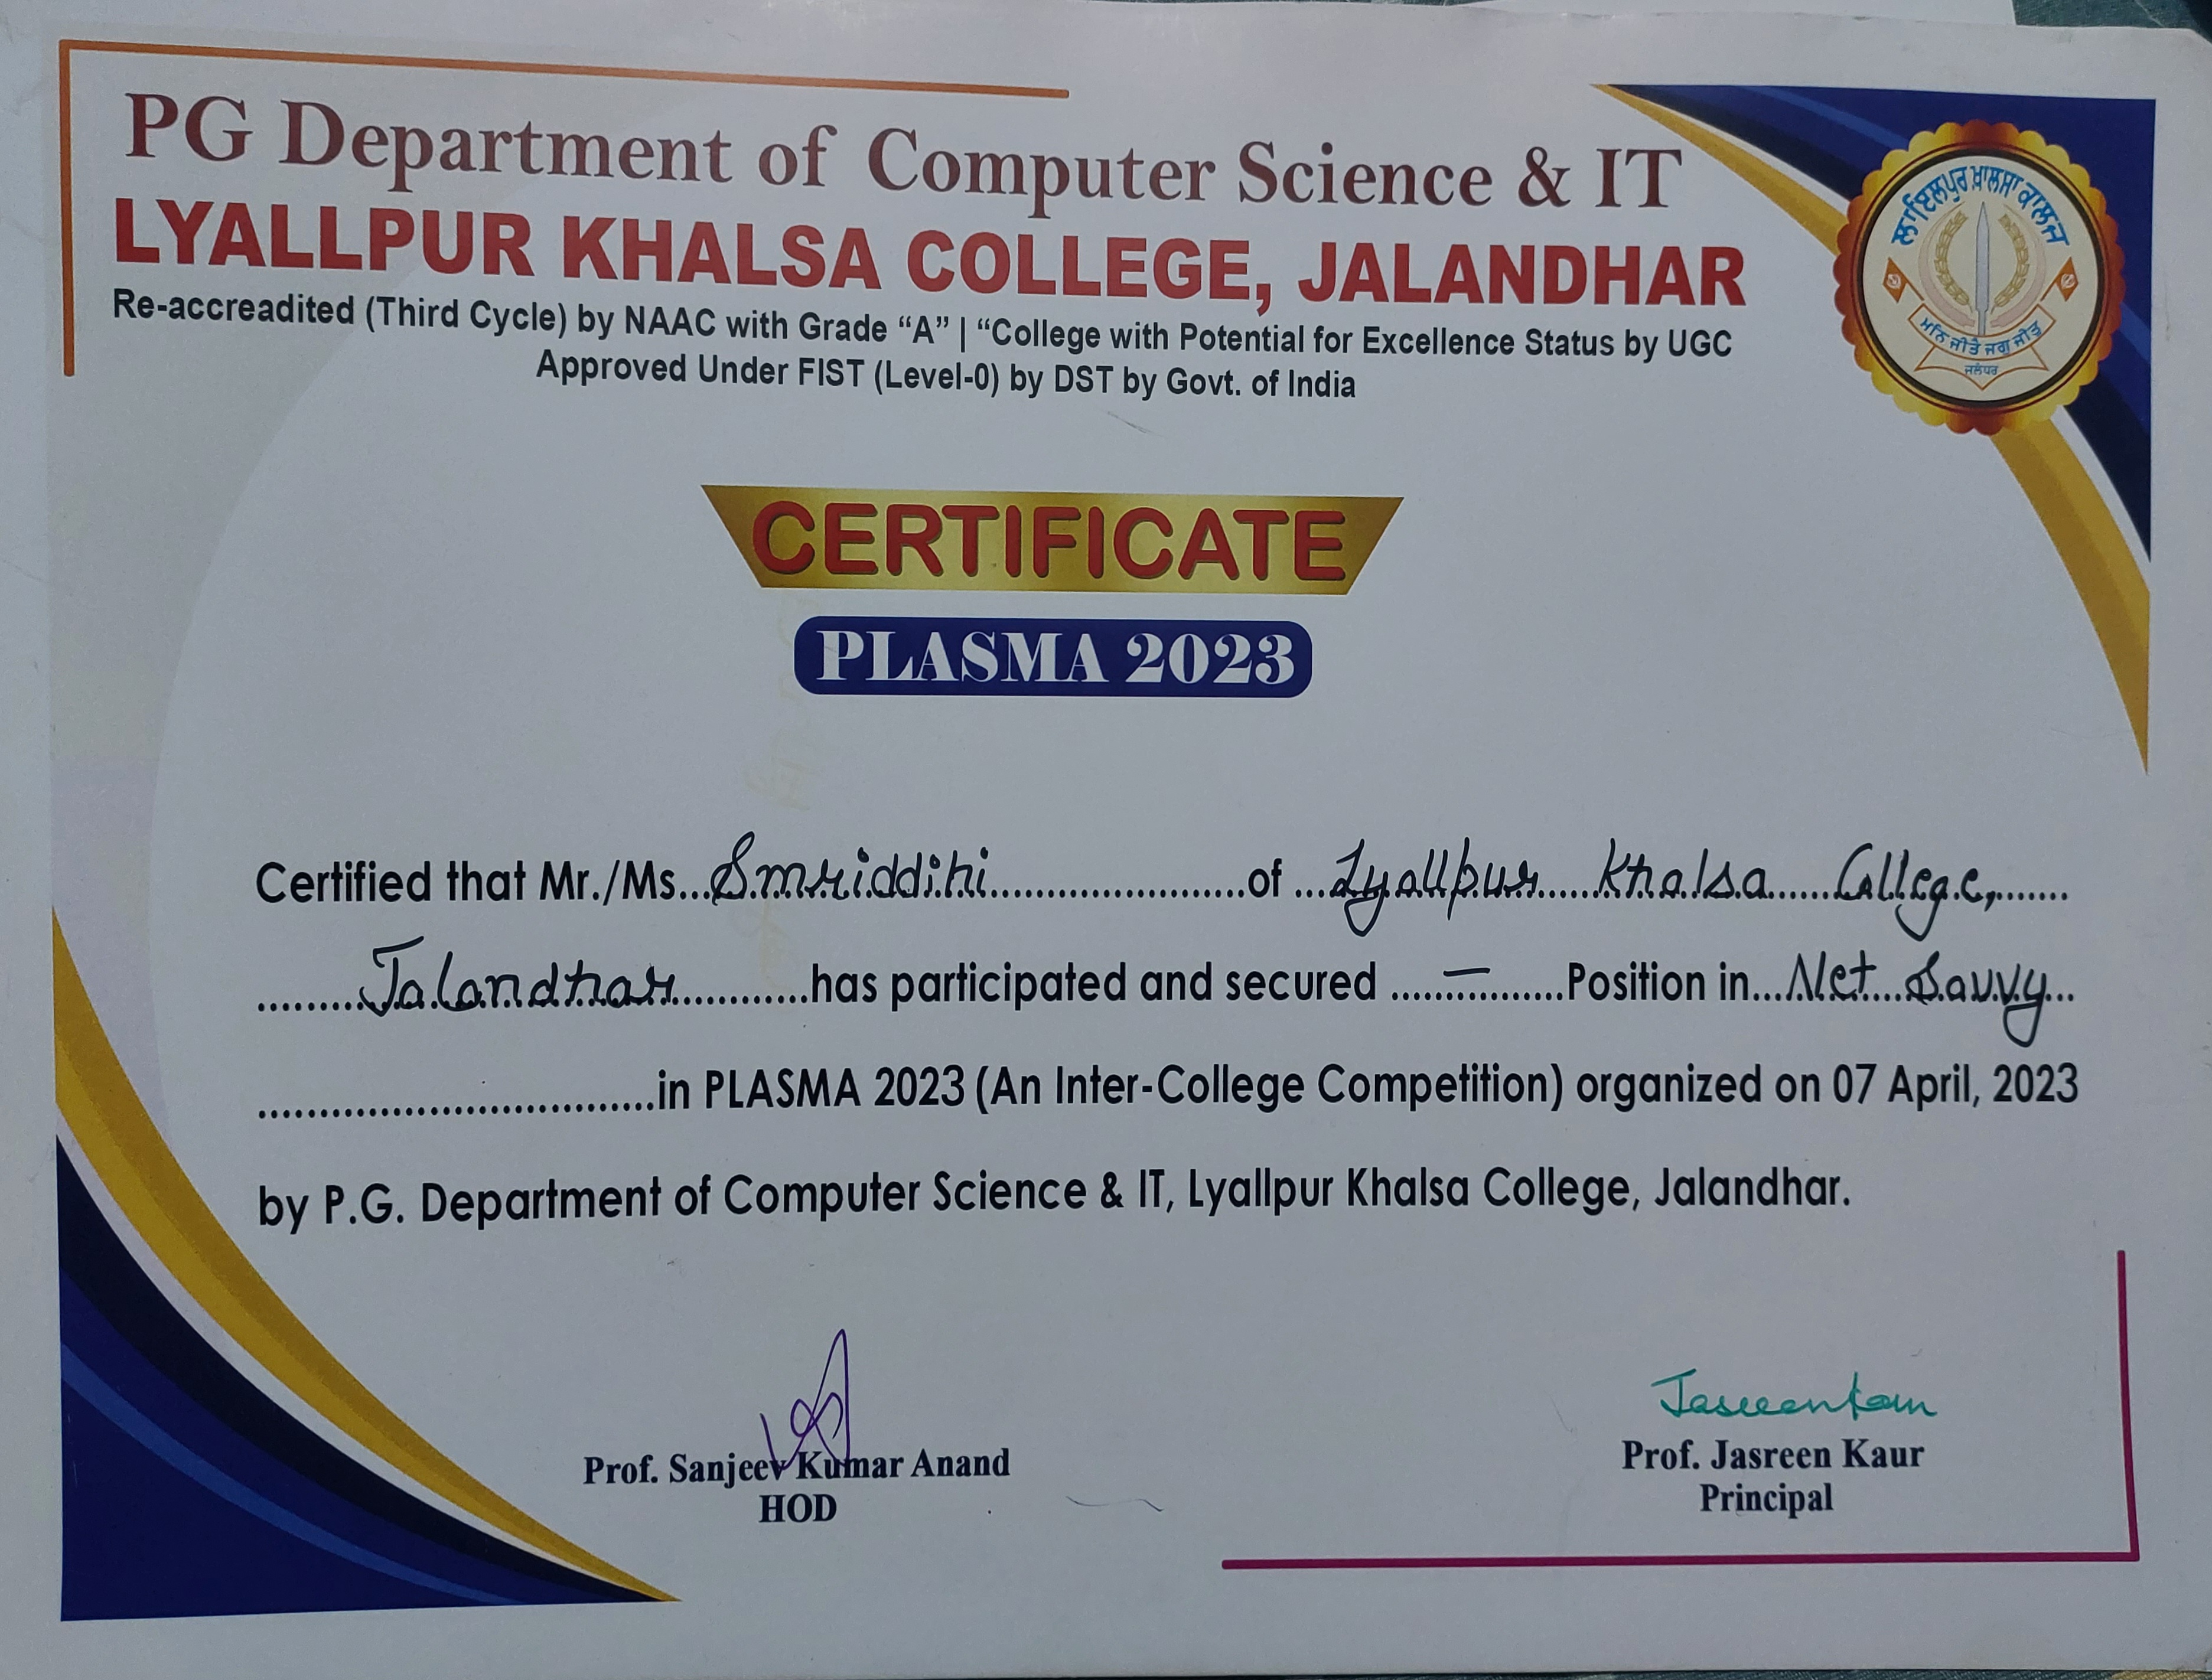 PG Department of Computer Science & IT
LYALLPUR KHALSA COLLEGE, JALANDHAR
Re-accreadited (Third Cycle) by NAAC with Grade “A” | “College with Potential for Excellence Status by UGC
Approved Under FIST (Level-0) by DST by Govt. of India
ਲਾਇਲਪੁਰ ਖ਼ਾਲਸਾ ਕਾਲਜ
ਮਨਿ ਜੀਤੈ ਜਗੁ ਜੀਤੁ
ਜਲੰਧਰ
CERTIFICATE
PLASMA 2023
Certified that Mr./Ms...Smriddihi.........................of ...Lyallpur.....Khalsa.....College,.......
.........Jalandhar...........has participated and secured ......–.......Position in...Net...Savvy...
.................................in PLASMA 2023 (An Inter-College Competition) organized on 07 April, 2023
by P.G. Department of Computer Science & IT, Lyallpur Khalsa College, Jalandhar.
Jasreenkaur
Prof. Sanjeev Kumar Anand
HOD
Prof. Jasreen Kaur
Principal